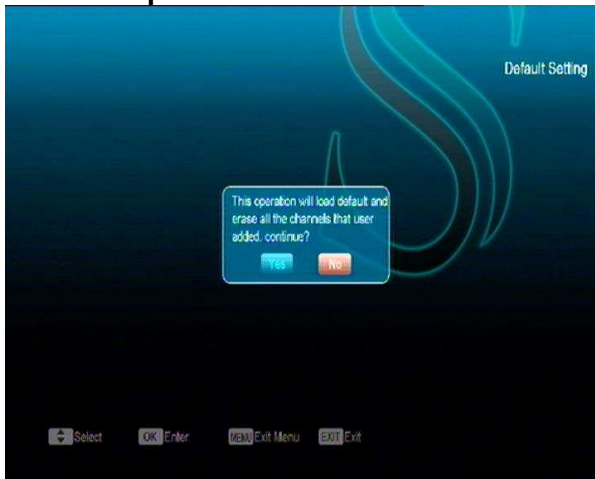 Default Setting
This operation will load default and
erase all the channels that user
added, continue?
Yes No
Select OK Enter MENU Exit Menu EXIT Exit